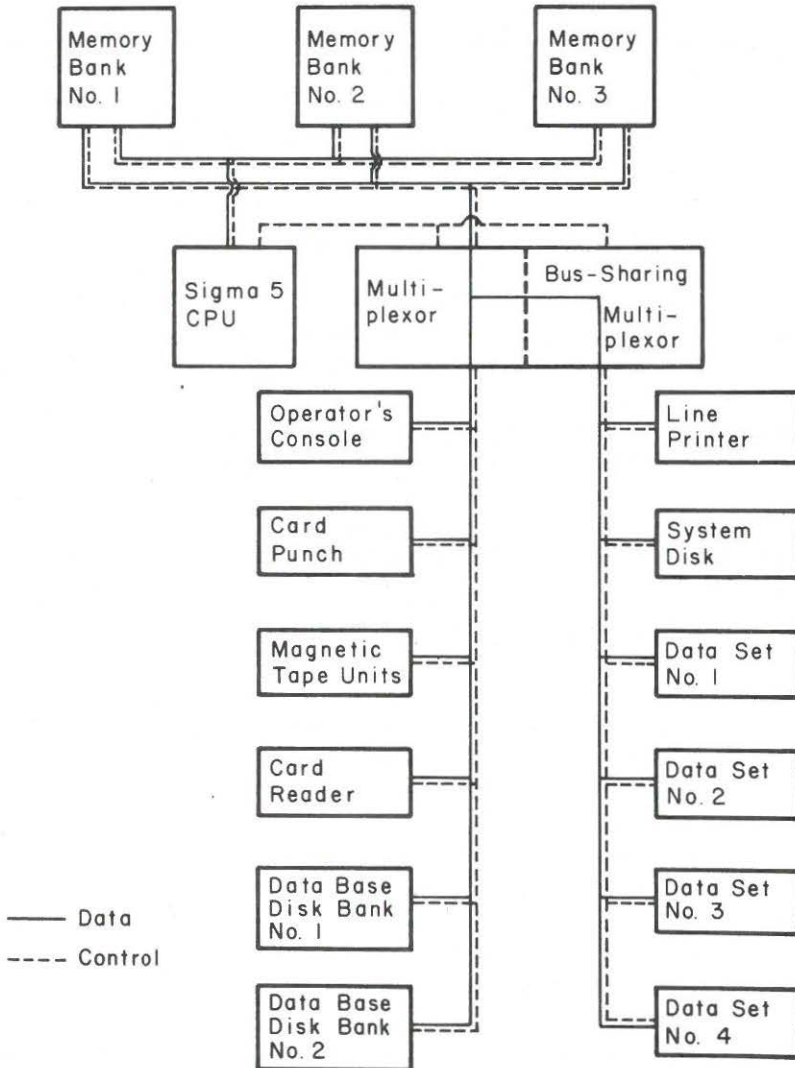 Memory
Bank
No. 1
Memory
Bank
No. 2
Memory
Bank
No. 3
Sigma 5
CPU
Multi-
plexor
Bus-Sharing
Multi-
plexor
Operator's
Console
Line
Printer
Card
Punch
System
Disk
Magnetic
Tape Units
Data Set
No. 1
Card
Reader
Data Set
No. 2
Data Base
Disk Bank
No. 1
Data Set
No. 3
Data Base
Disk Bank
No. 2
Data Set
No. 4
Data
Control